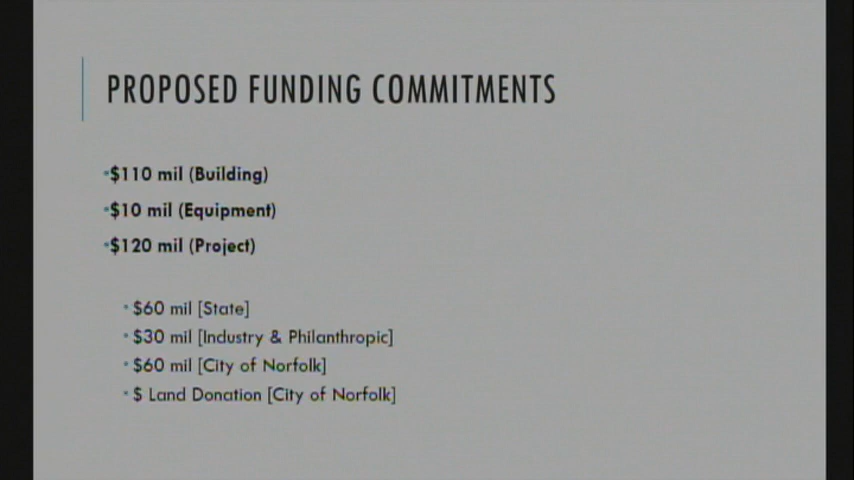 PROPOSED FUNDING COMMITMENTS
•$110 mil (Building)
•$10 mil (Equipment)
•$120 mil (Project)
• $60 mil [State]
• $30 mil [Industry & Philanthropic]
• $60 mil [City of Norfolk]
• $ Land Donation [City of Norfolk]